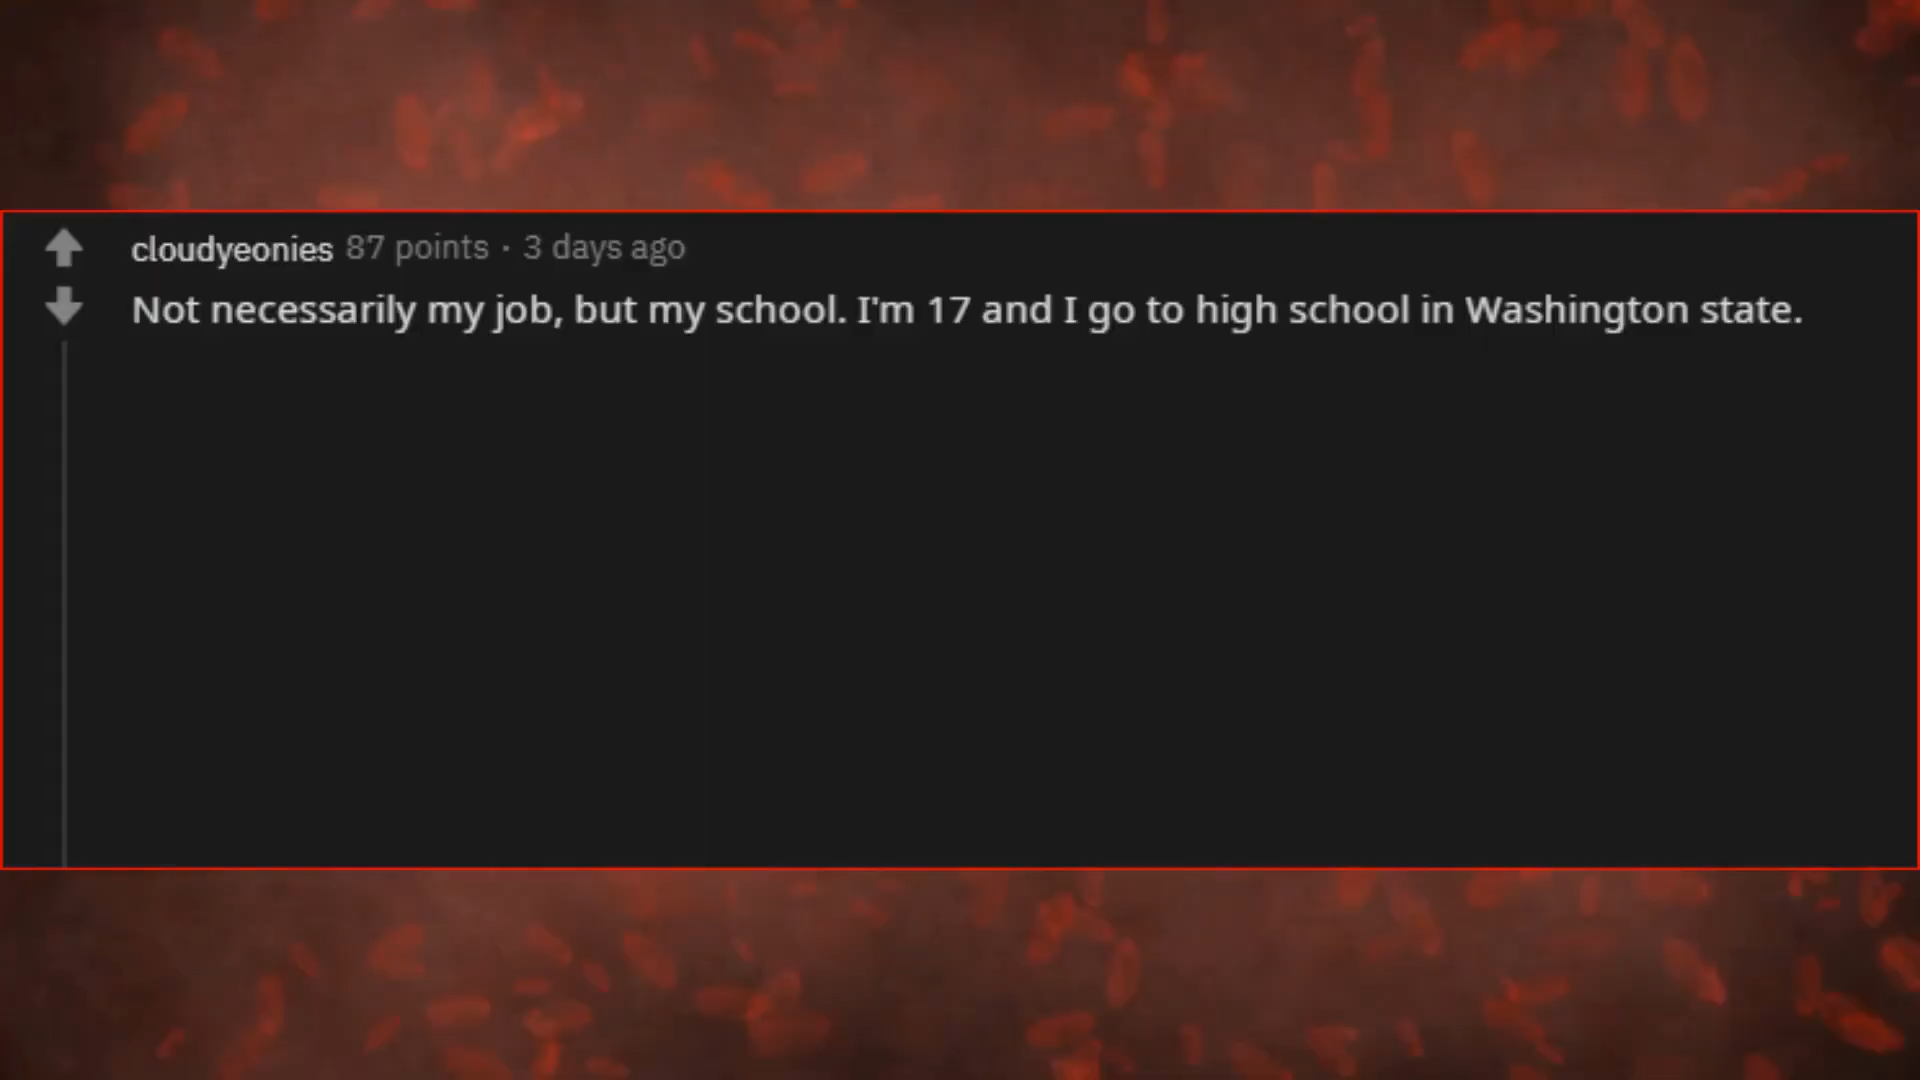 cloudyeonies 87 points · 3 days ago
Not necessarily my job, but my school. I'm 17 and I go to high school in Washington state.